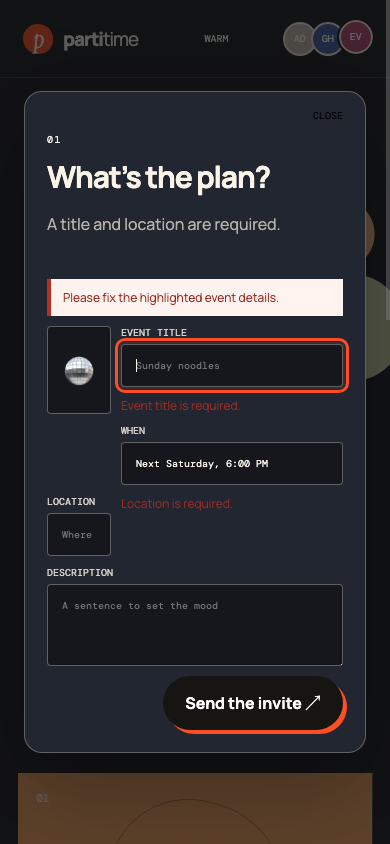 p partitime
WARM
AD GH EV
CLOSE
01
What's the plan?
A title and location are required.
Please fix the highlighted event details.
EVENT TITLE
Sunday noodles
Event title is required.
WHEN
Next Saturday, 6:00 PM
LOCATION
Location is required.
Where
DESCRIPTION
A sentence to set the mood
Send the invite ↗
01